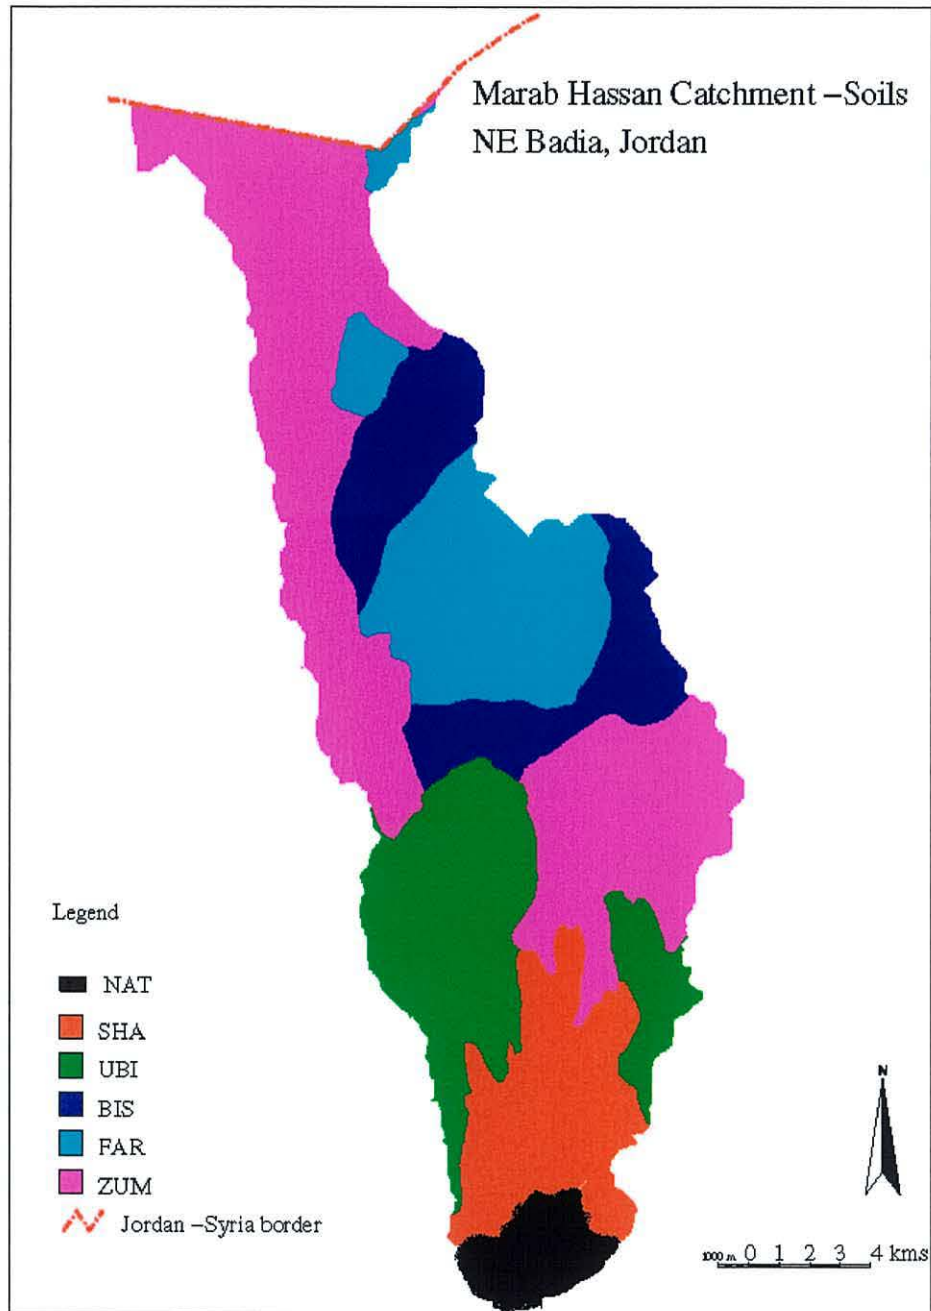 Marab Hassan Catchment –Soils
NE Badia, Jordan
Legend
NAT
SHA
UBI
BIS
FAR
ZUM
Jordan –Syria border
N
1000 m 0 1 2 3 4 kms